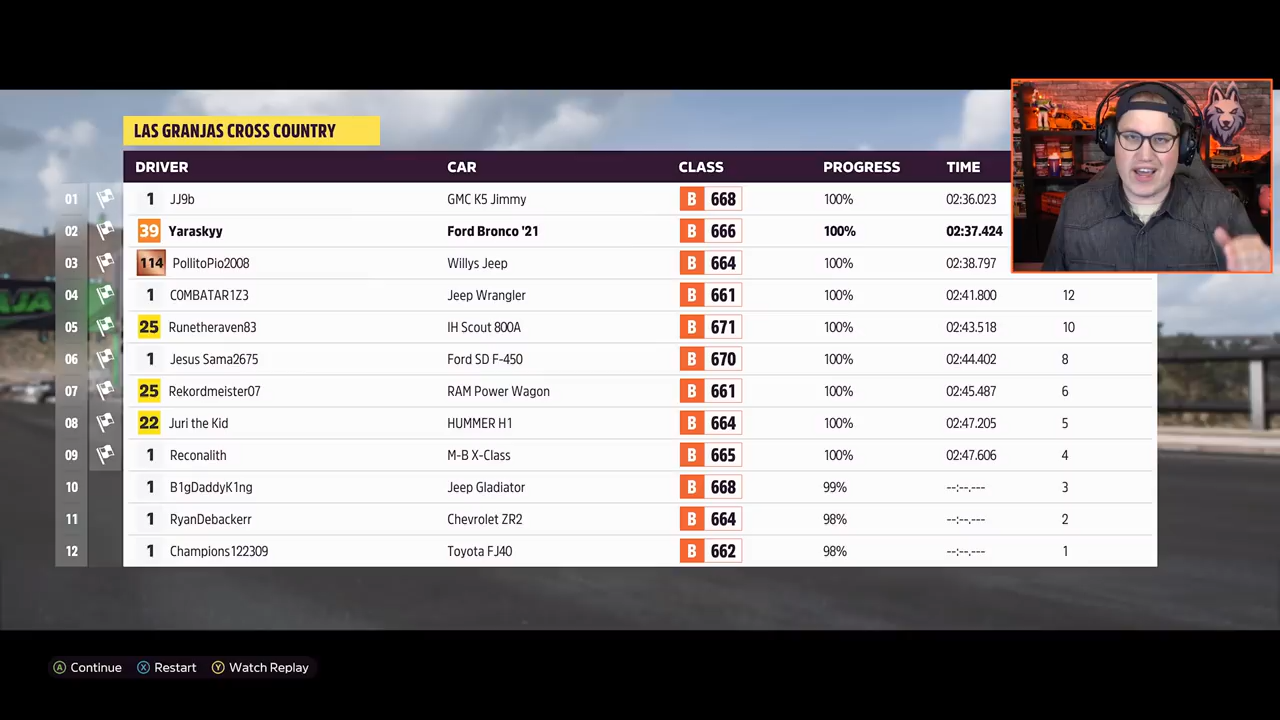 LAS GRANJAS CROSS COUNTRY
DRIVER CAR CLASS PROGRESS TIME
01 1 JJ9b GMC K5 Jimmy B 668 100% 02:36.023
02 39 Yaraskyy Ford Bronco '21 B 666 100% 02:37.424
03 114 PollitoPio2008 Willys Jeep B 664 100% 02:38.797
04 1 COMBATAR1Z3 Jeep Wrangler B 661 100% 02:41.800 12
05 25 Runetheraven83 IH Scout 800A B 671 100% 02:43.518 10
06 1 Jesus Sama2675 Ford SD F-450 B 670 100% 02:44.402 8
07 25 Rekordmeister07 RAM Power Wagon B 661 100% 02:45.487 6
08 22 Juri the Kid HUMMER H1 B 664 100% 02:47.205 5
09 1 Reconalith M-B X-Class B 665 100% 02:47.606 4
10 1 B1gDaddyK1ng Jeep Gladiator B 668 99% --:--.--- 3
11 1 RyanDebackerr Chevrolet ZR2 B 664 98% --:--.--- 2
12 1 Champions122309 Toyota FJ40 B 662 98% --:--.--- 1
A Continue X Restart Y Watch Replay